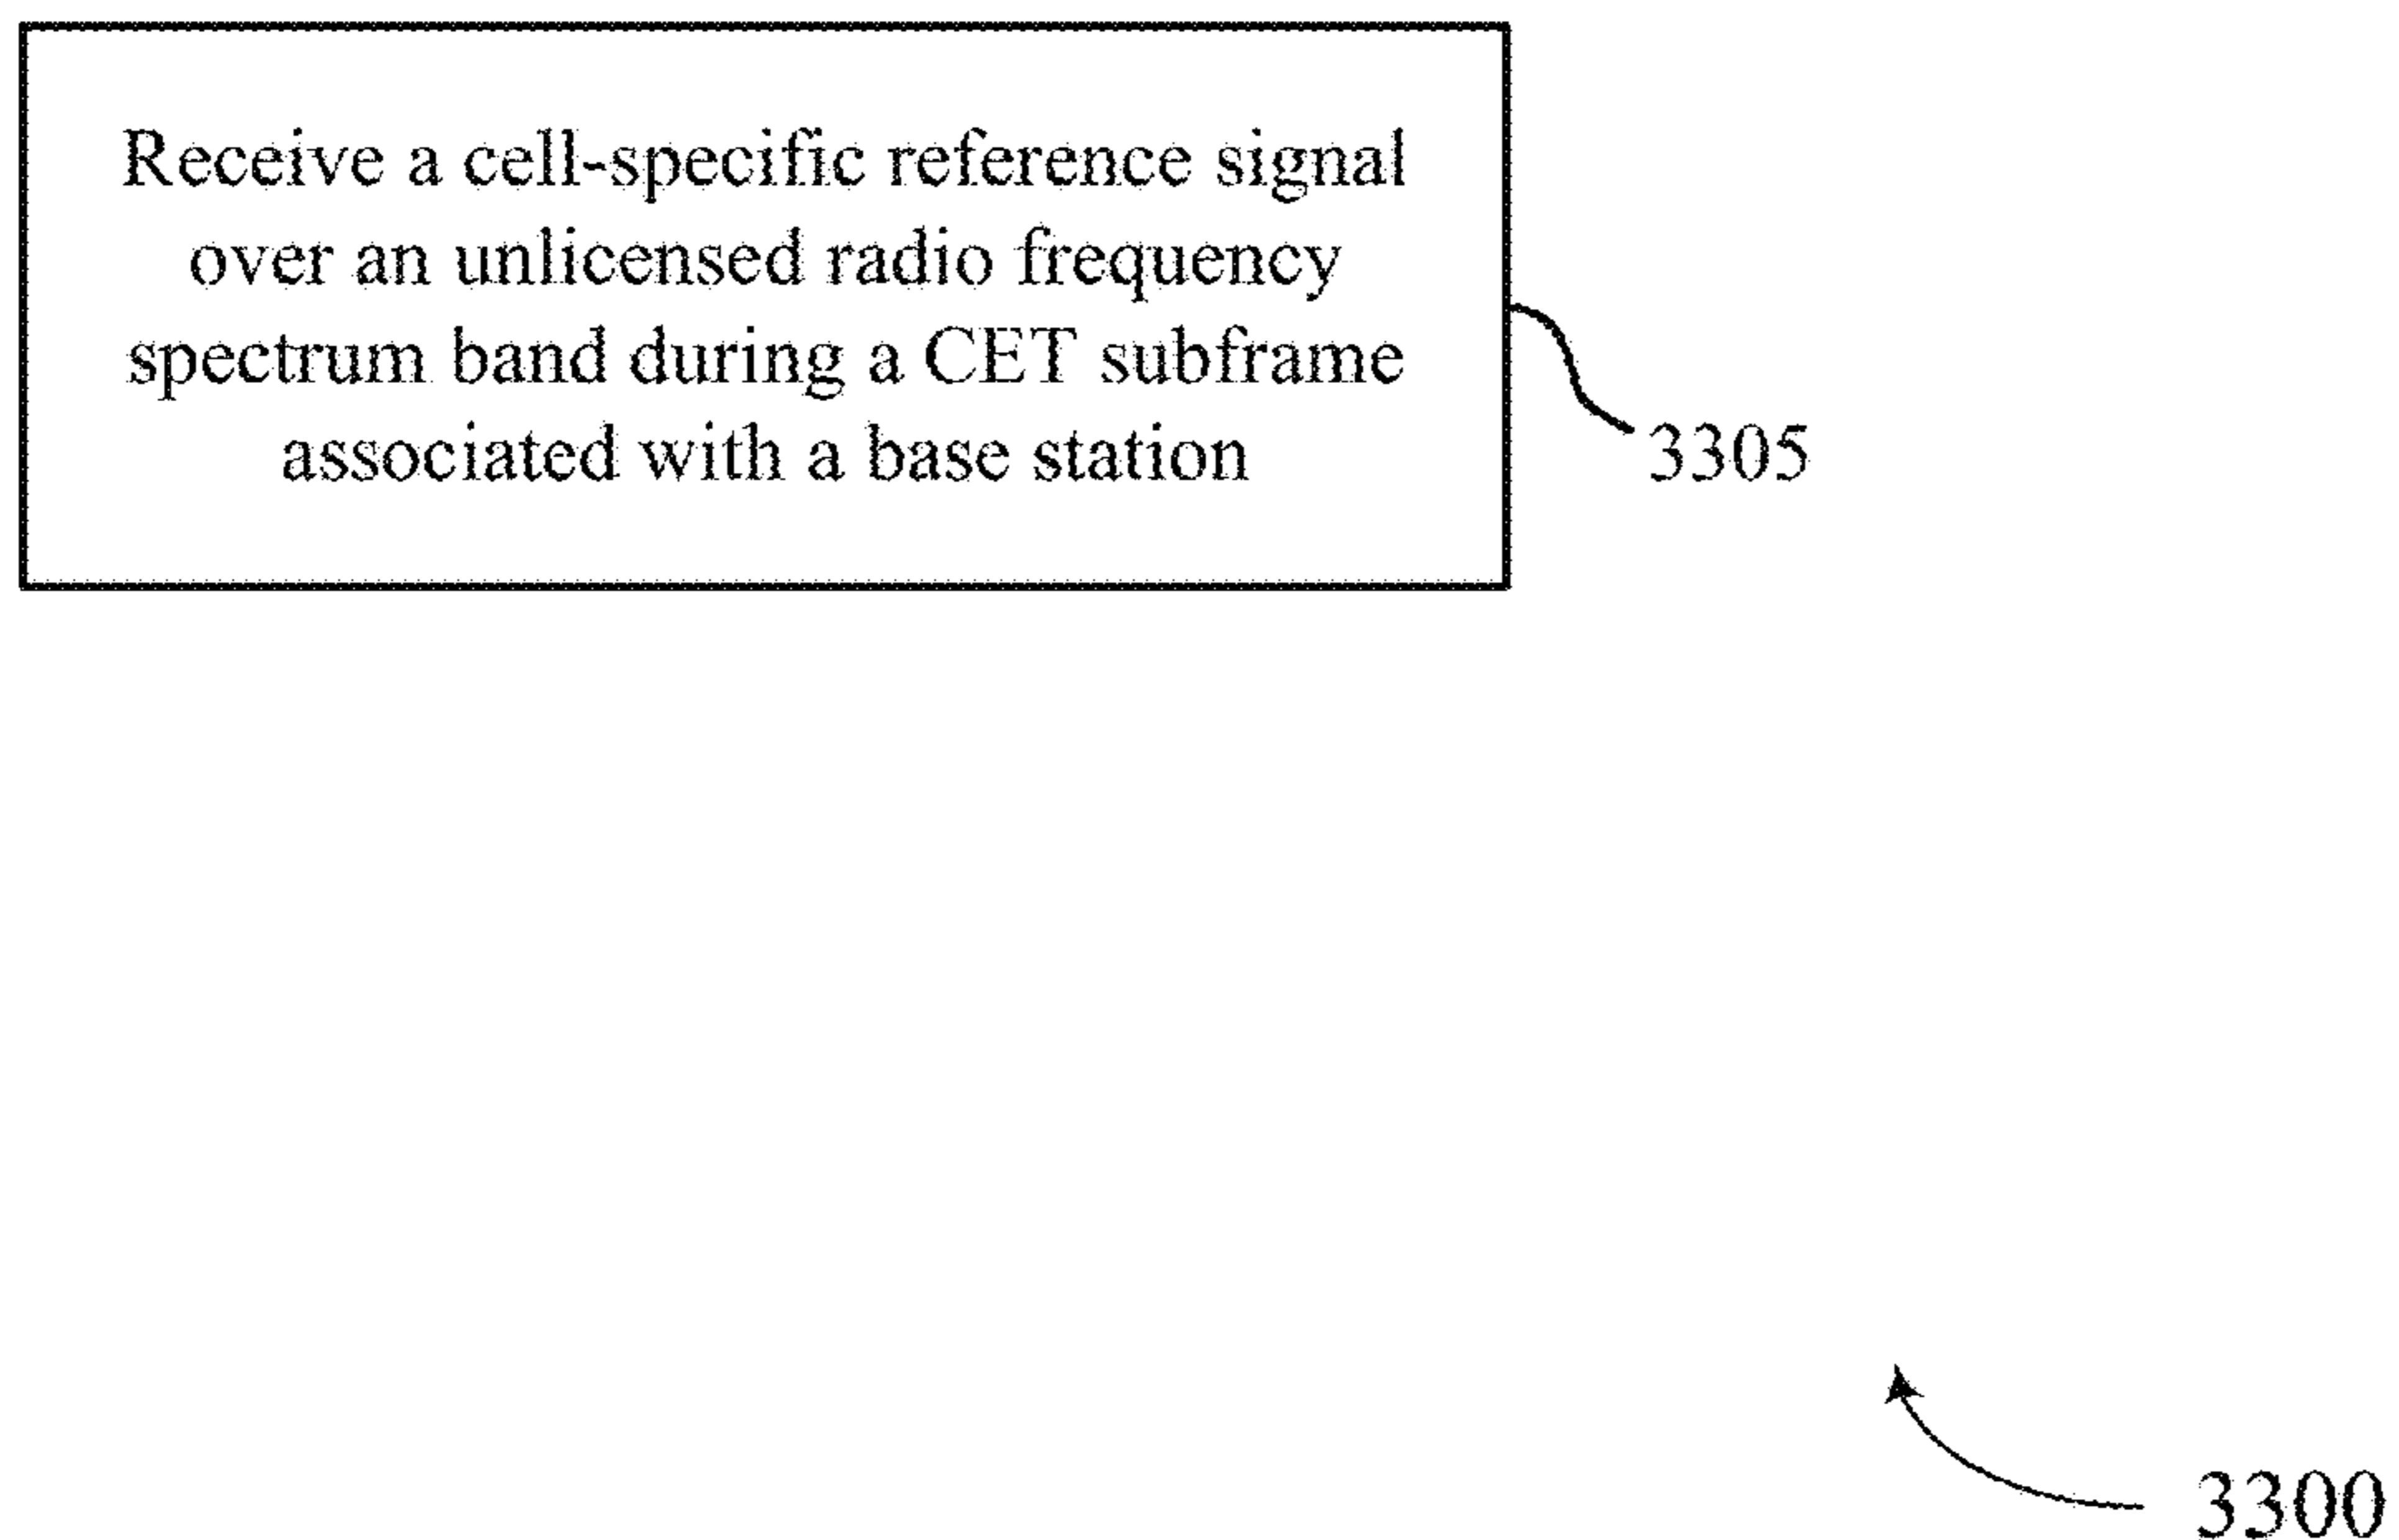 Receive a cell-specific reference signal
over an unlicensed radio frequency
spectrum band during a CET subframe
associated with a base station
3305
3300